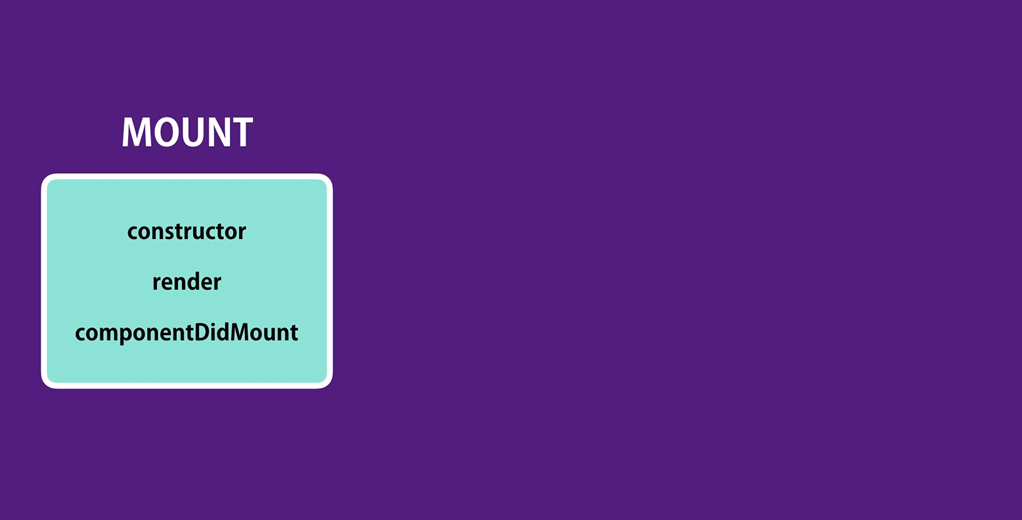 MOUNT
constructor
render
componentDidMount